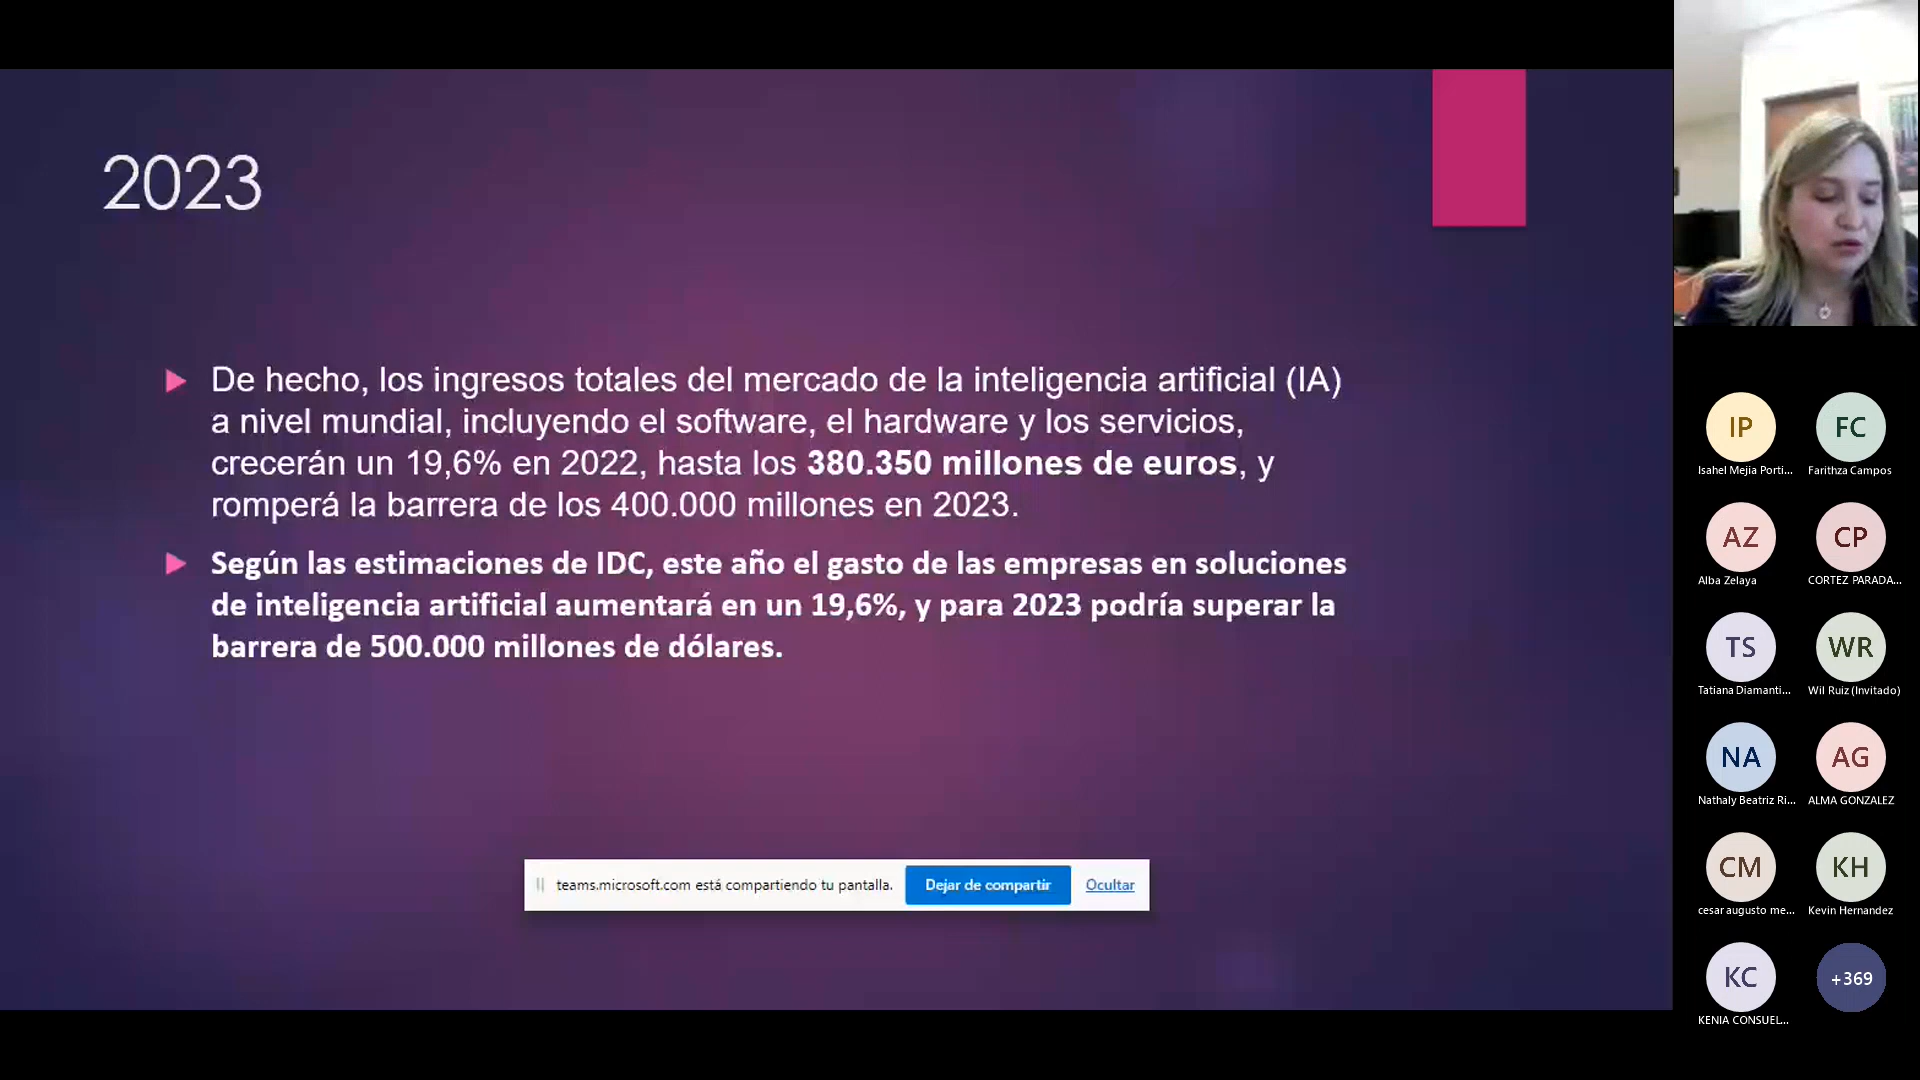 2023
De hecho, los ingresos totales del mercado de la inteligencia artificial (IA)
a nivel mundial, incluyendo el software, el hardware y los servicios,
crecerán un 19,6% en 2022, hasta los 380.350 millones de euros, y
romperá la barrera de los 400.000 millones en 2023.
Según las estimaciones de IDC, este año el gasto de las empresas en soluciones
de inteligencia artificial aumentará en un 19,6%, y para 2023 podría superar la
barrera de 500.000 millones de dólares.
teams.microsoft.com está compartiendo tu pantalla. Dejar de compartir Ocultar
IP FC
Isahel Mejia Porti... Farithza Campos
AZ CP
Alba Zelaya CORTEZ PARADA...
TS WR
Tatiana Diamanti... Wil Ruiz (Invitado)
NA AG
Nathaly Beatriz Ri... ALMA GONZALEZ
CM KH
cesar augusto me... Kevin Hernandez
KC +369
KENIA CONSUEL...